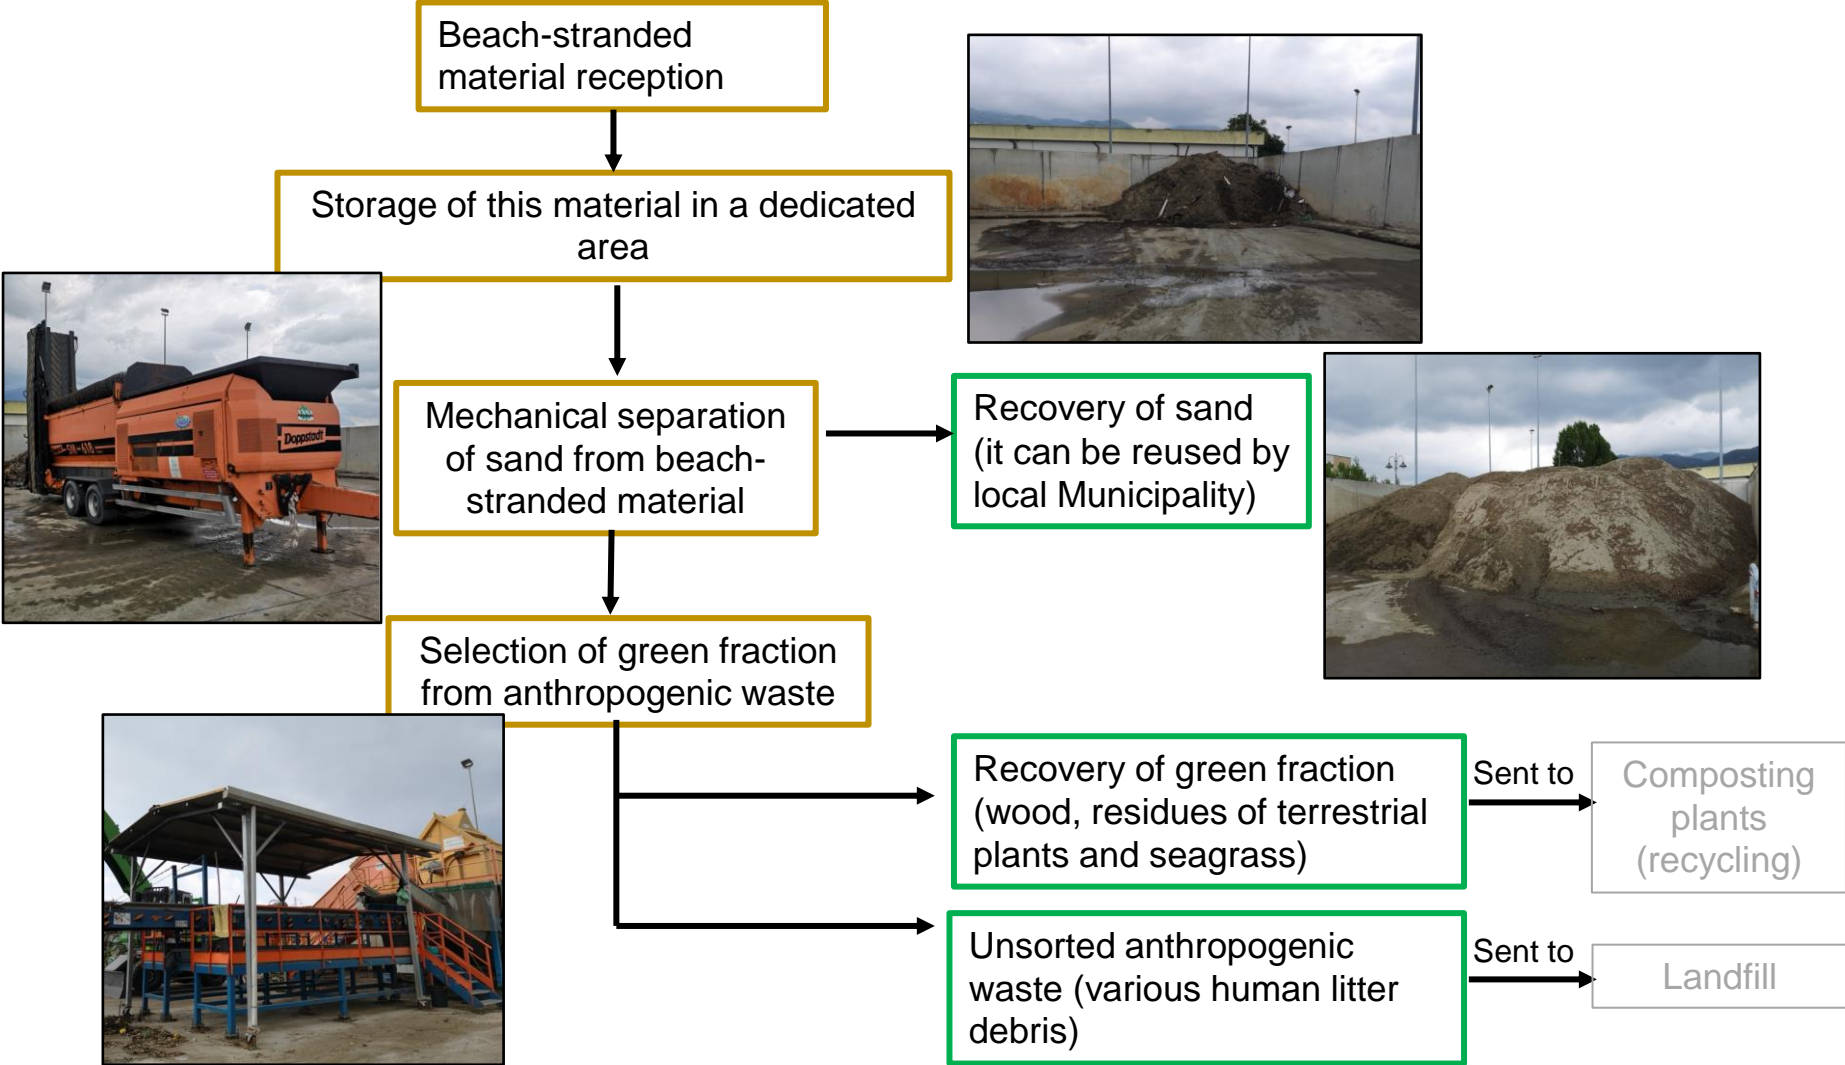 Beach-stranded
material reception
Storage of this material in a dedicated
area
Doppstadt
Mechanical separation
of sand from beach-
stranded material
Recovery of sand
(it can be reused by
local Municipality)
Selection of green fraction
from anthropogenic waste
Recovery of green fraction
(wood, residues of terrestrial
plants and seagrass)
Sent to
Composting
plants
(recycling)
Unsorted anthropogenic
waste (various human litter
debris)
Sent to
Landfill